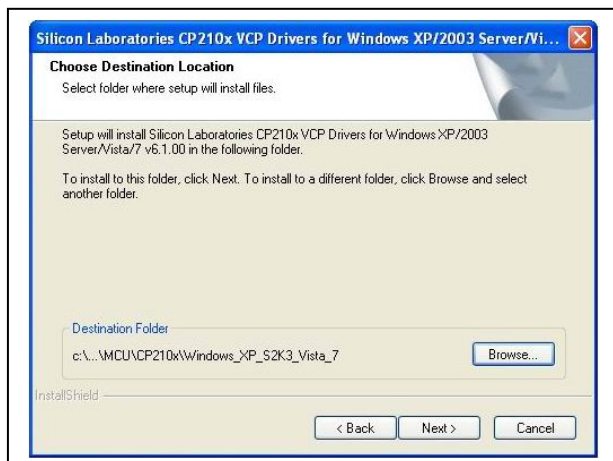 Silicon Laboratories CP210x VCP Drivers for Windows XP/2003 Server/Vi...
Choose Destination Location
Select folder where setup will install files.
Setup will install Silicon Laboratories CP210x VCP Drivers for Windows XP/2003
Server/Vista/7 v6.1.00 in the following folder.
To install to this folder, click Next. To install to a different folder, click Browse and select
another folder.
Destination Folder
c:\...\MCU\CP210x\Windows_XP_S2K3_Vista_7
Browse...
InstallShield
< Back
Next >
Cancel